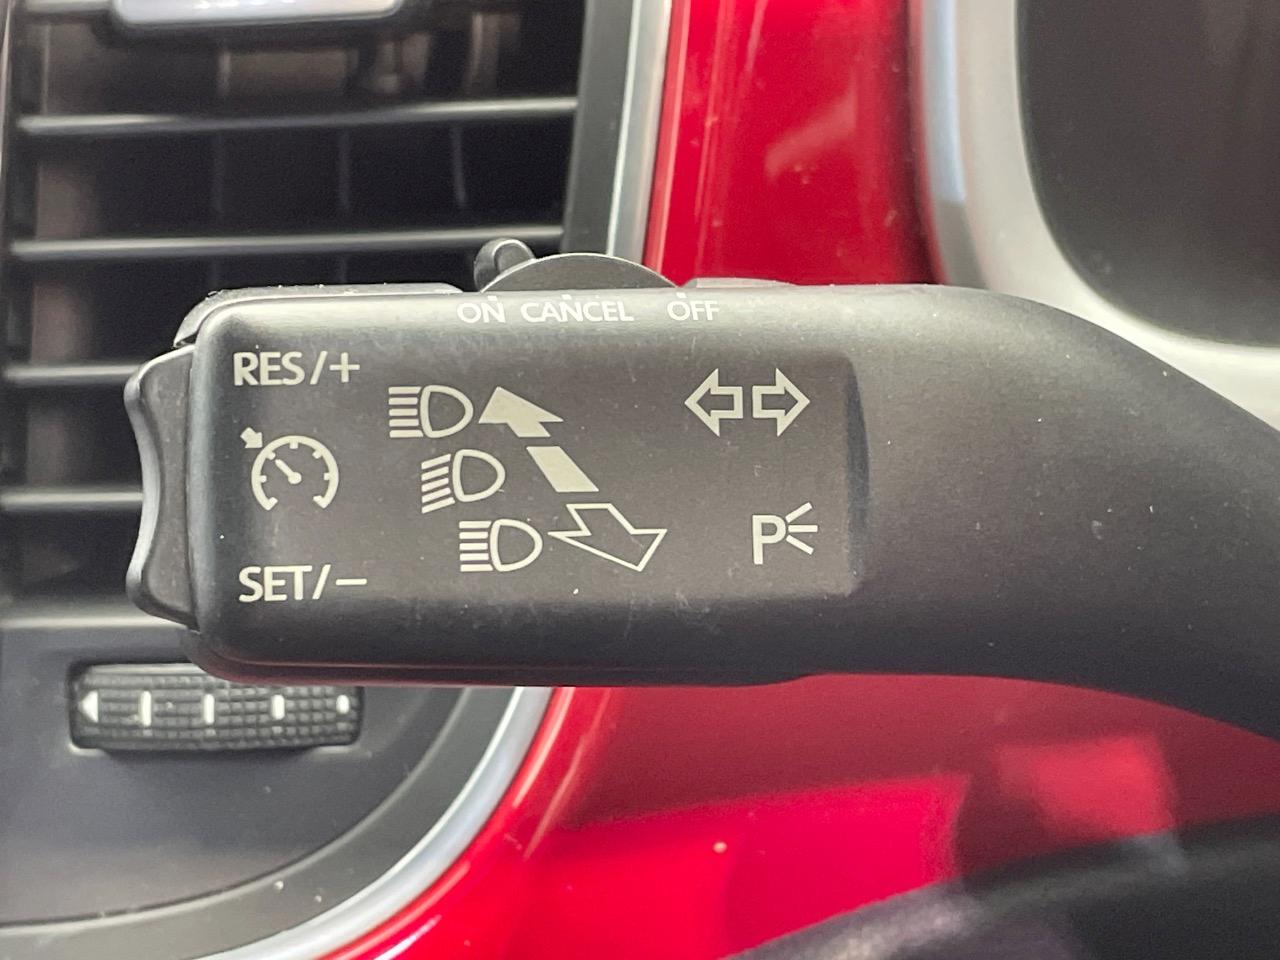 ON CANCEL OFF
RES/+
SET/−
P